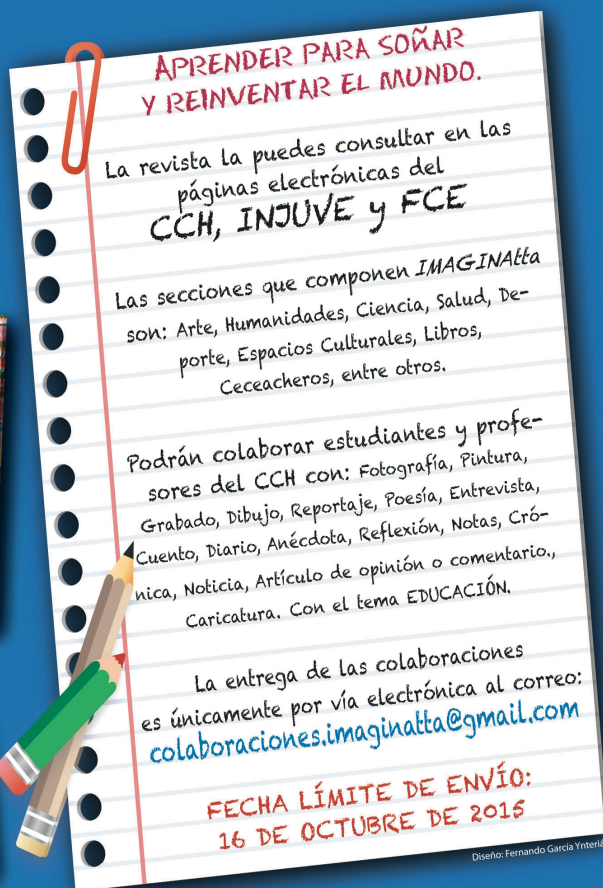 APRENDER PARA SOÑAR
Y REINVENTAR EL MUNDO.
La revista la puedes consultar en las
páginas electrónicas del
CCH, INJUVE y FCE
Las secciones que componen IMAGINAtta
son: Arte, Humanidades, Ciencia, Salud, De-
porte, Espacios Culturales, Libros,
Ceceacheros, entre otros.
Podrán colaborar estudiantes y profe-
sores del CCH con: Fotografía, Pintura,
Grabado, Dibujo, Reportaje, Poesía, Entrevista,
Cuento, Diario, Anécdota, Reflexión, Notas, Cró-
nica, Noticia, Artículo de opinión o comentario.,
Caricatura. Con el tema EDUCACIÓN.
La entrega de las colaboraciones
es únicamente por vía electrónica al correo:
colaboraciones.imaginatta@gmail.com
FECHA LÍMITE DE ENVÍO:
16 DE OCTUBRE DE 2015
Diseño: Fernando García